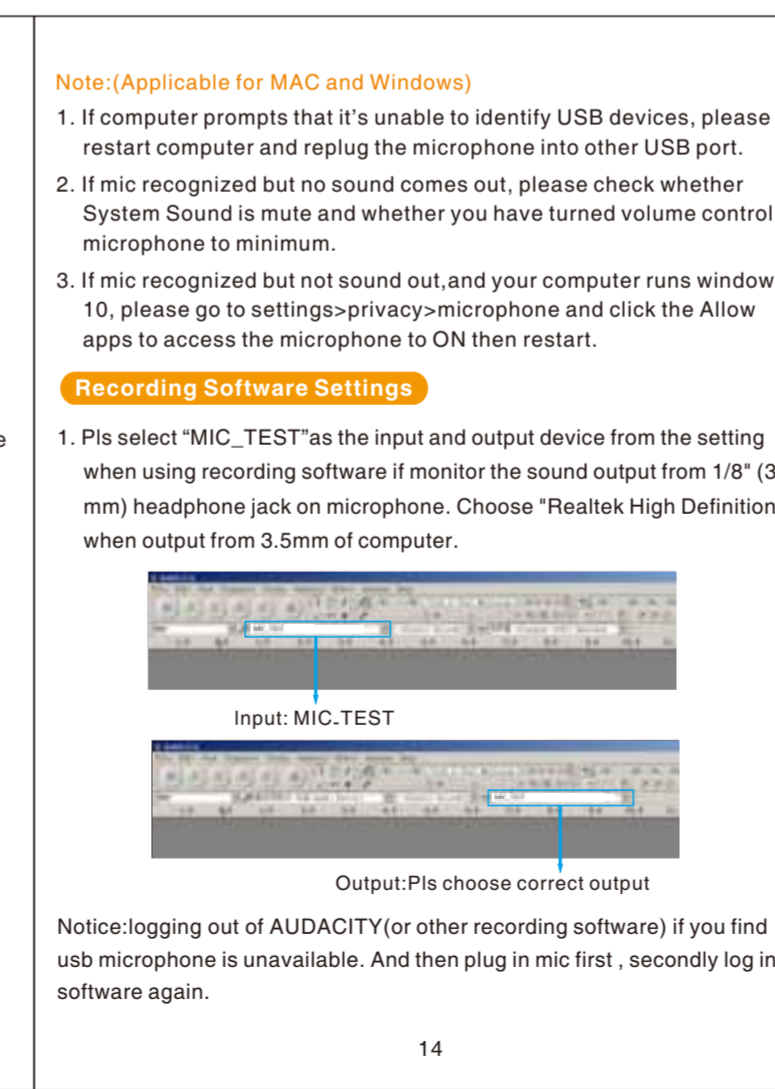 Note:(Applicable for MAC and Windows)
1. If computer prompts that it's unable to identify USB devices, please
restart computer and replug the microphone into other USB port.
2. If mic recognized but no sound comes out, please check whether
System Sound is mute and whether you have turned volume control
microphone to minimum.
3. If mic recognized but not sound out,and your computer runs window
10, please go to settings>privacy>microphone and click the Allow
apps to access the microphone to ON then restart.
Recording Software Settings
e
1. Pls select “MIC_TEST”as the input and output device from the setting
when using recording software if monitor the sound output from 1/8" (3
mm) headphone jack on microphone. Choose "Realtek High Definition
when output from 3.5mm of computer.
MIC_TEST
Input: MIC-TEST
MIC_TEST
Output:Pls choose correct output
Notice:logging out of AUDACITY(or other recording software) if you find
usb microphone is unavailable. And then plug in mic first , secondly log in
software again.
14